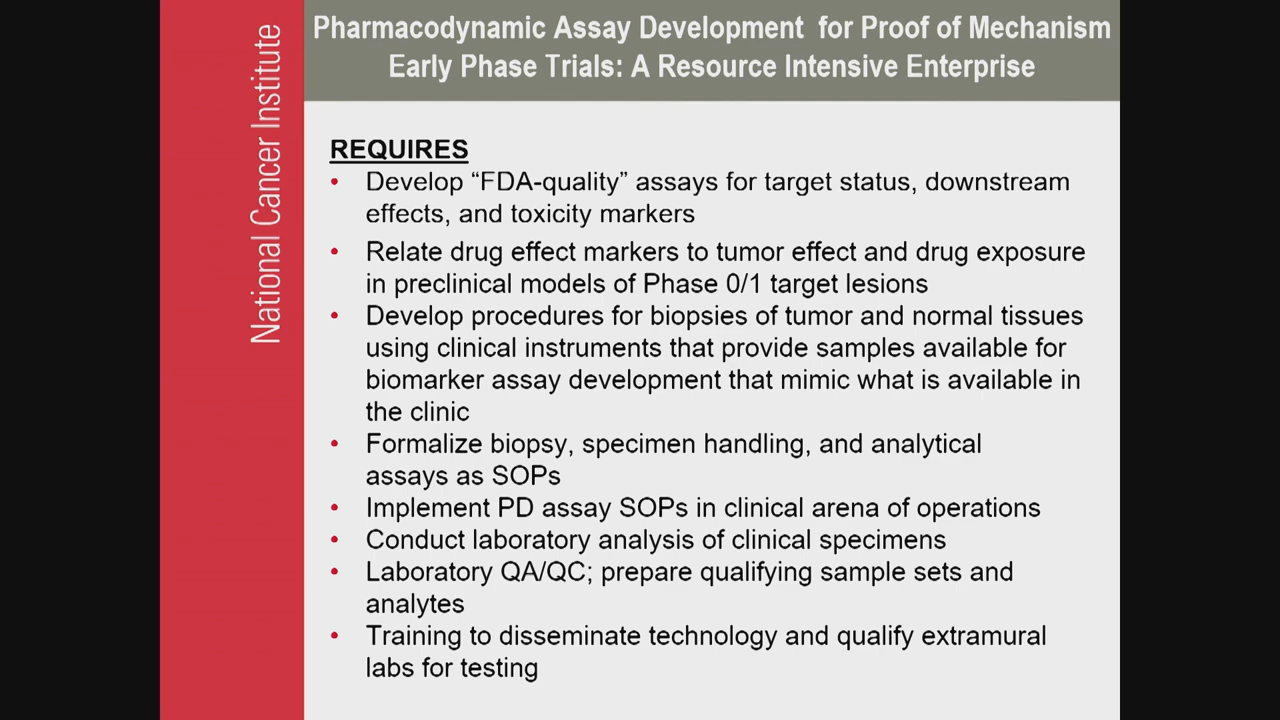 National Cancer Institute
Pharmacodynamic Assay Development for Proof of Mechanism
Early Phase Trials: A Resource Intensive Enterprise
REQUIRES
• Develop “FDA-quality” assays for target status, downstream
effects, and toxicity markers
• Relate drug effect markers to tumor effect and drug exposure
in preclinical models of Phase 0/1 target lesions
• Develop procedures for biopsies of tumor and normal tissues
using clinical instruments that provide samples available for
biomarker assay development that mimic what is available in
the clinic
• Formalize biopsy, specimen handling, and analytical
assays as SOPs
• Implement PD assay SOPs in clinical arena of operations
• Conduct laboratory analysis of clinical specimens
• Laboratory QA/QC; prepare qualifying sample sets and
analytes
• Training to disseminate technology and qualify extramural
labs for testing